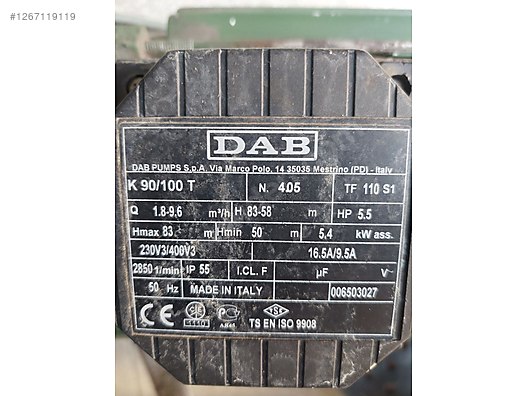 #1267119119
DAB
DAB PUMPS S.p.A. Via Marco Polo, 14 35035 Mestrino (PD) - Italy
K 90/100 T N. 4.05 TF 110 S1
Q 1.8-9.6 m³/h H 83-58 m HP 5.5
Hmax 83 m Hmin 50 m 5,4 kW ass.
230V3/400V3 16.5A/9.5A
2850 1/min IP 55 I.CL. F µF V~
50 Hz MADE IN ITALY 006503027
CE TSE
TS EN ISO 9908